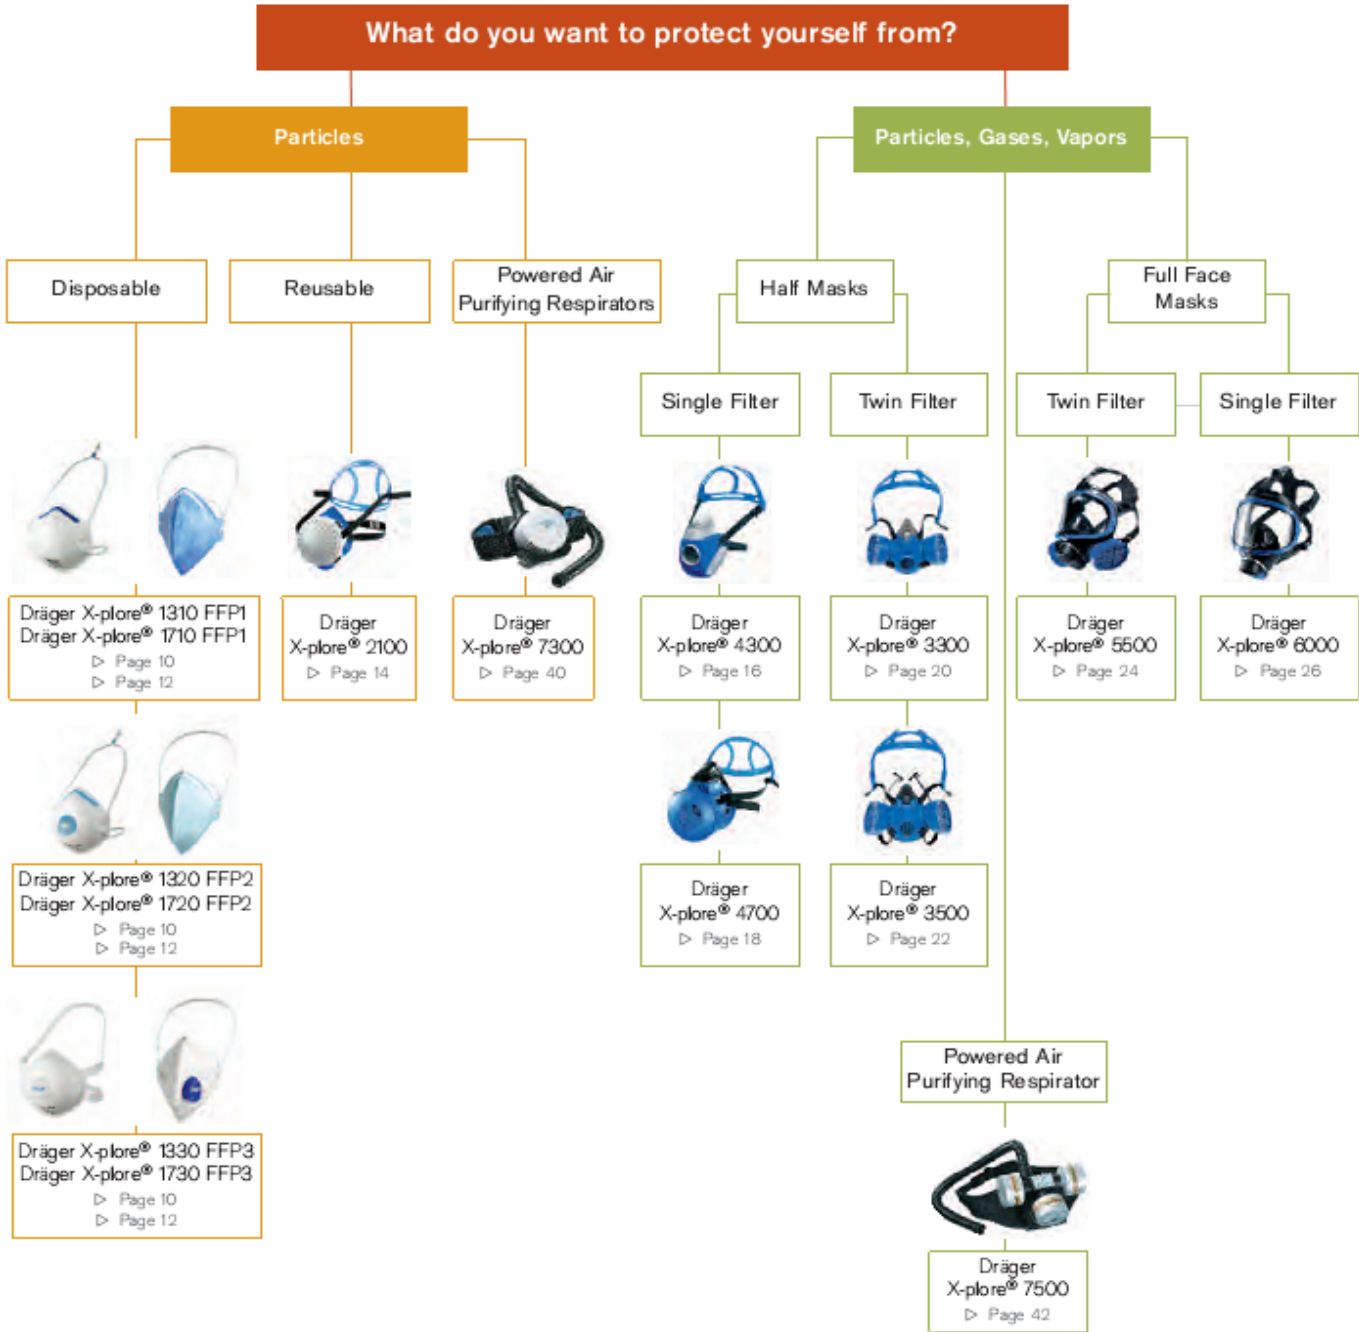 What do you want to protect yourself from?
Particles
Particles, Gases, Vapors
Disposable
Reusable
Powered Air
Purifying Respirators
Half Masks
Full Face
Masks
Single Filter
Twin Filter
Twin Filter
Single Filter
Dräger X-plore® 1310 FFP1
Dräger X-plore® 1710 FFP1
▷ Page 10
▷ Page 12
Dräger
X-plore® 2100
▷ Page 14
Dräger
X-plore® 7300
▷ Page 40
Dräger
X-plore® 4300
▷ Page 16
Dräger
X-plore® 3300
▷ Page 20
Dräger
X-plore® 5500
▷ Page 24
Dräger
X-plore® 6000
▷ Page 26
Dräger X-plore® 1320 FFP2
Dräger X-plore® 1720 FFP2
▷ Page 10
▷ Page 12
Dräger
X-plore® 4700
▷ Page 18
Dräger
X-plore® 3500
▷ Page 22
Dräger X-plore® 1330 FFP3
Dräger X-plore® 1730 FFP3
▷ Page 10
▷ Page 12
Powered Air
Purifying Respirator
Dräger
X-plore® 7500
▷ Page 42